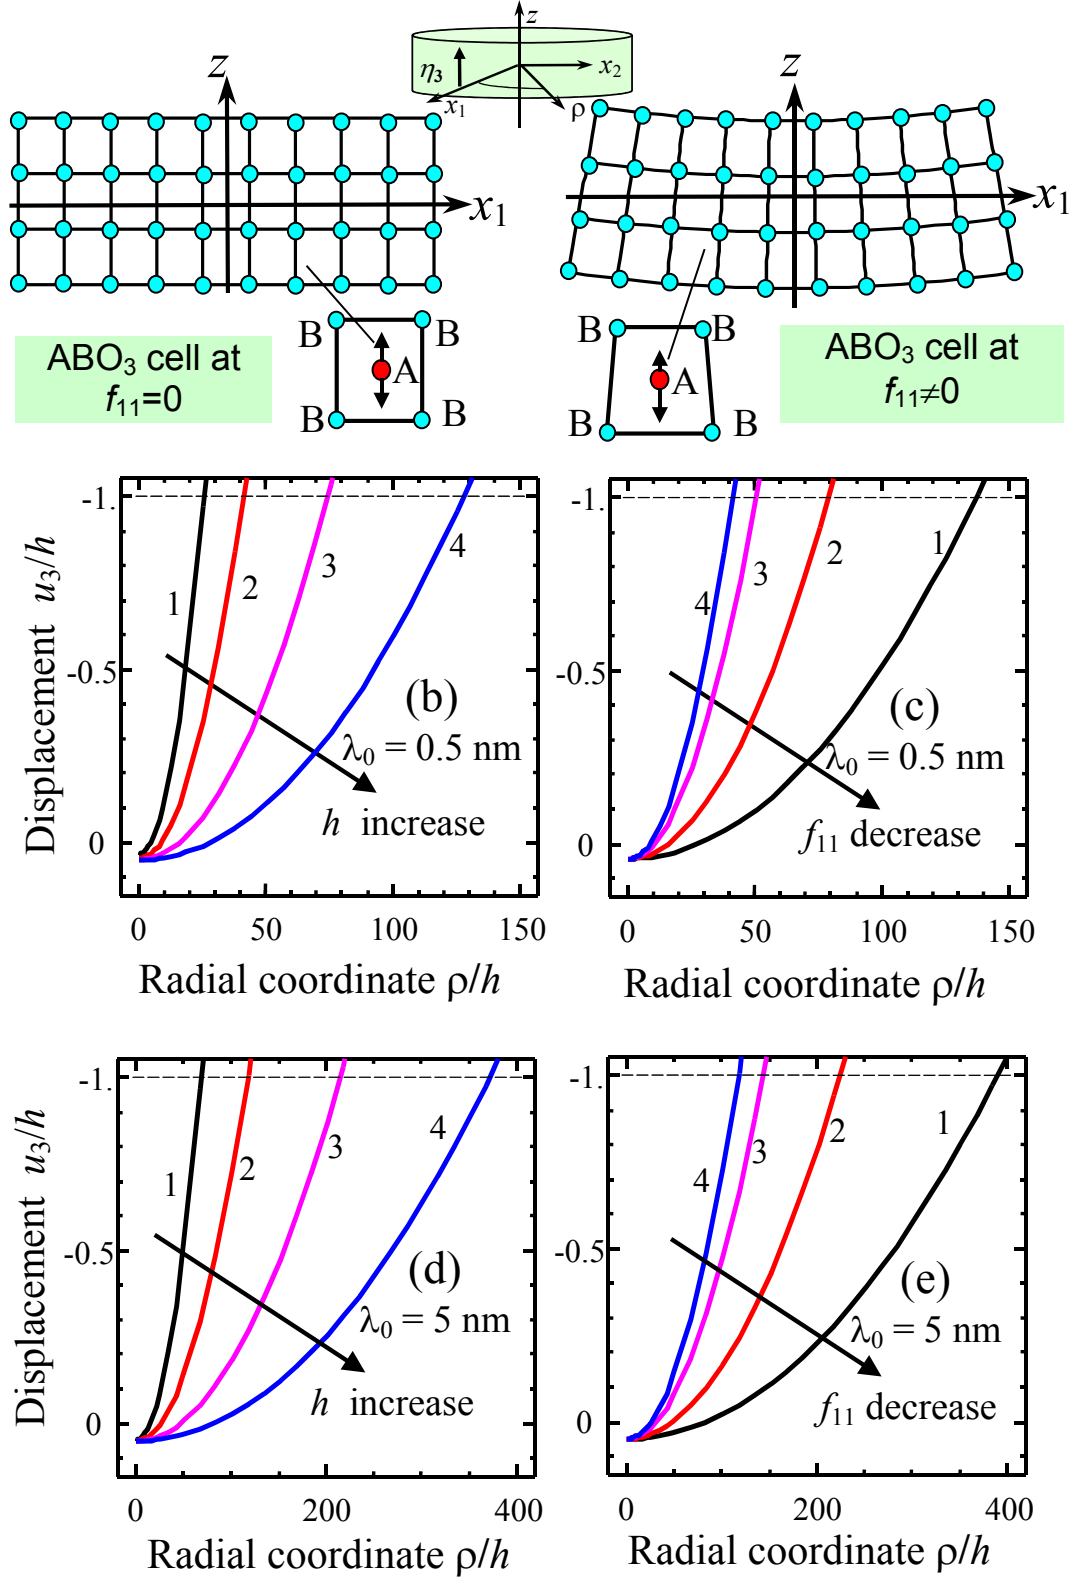 z
η₃
x₂
x₁
ρ
z
x₁
z
x₁
ABO₃ cell at
f₁₁=0
B B
A
B B
B B
A
B B
ABO₃ cell at
f₁₁≠0
Displacement u₃/h
-1.
-0.5
0
1 2 3 4
(b)
λ₀ = 0.5 nm
h increase
0 50 100 150
Radial coordinate ρ/h
-1.
-0.5
0
4 3 2 1
(c)
λ₀ = 0.5 nm
f₁₁ decrease
0 50 100 150
Radial coordinate ρ/h
Displacement u₃/h
-1.
-0.5
0
1 2 3 4
(d)
λ₀ = 5 nm
h increase
0 200 400
Radial coordinate ρ/h
-1.
-0.5
0
4 3 2 1
(e)
λ₀ = 5 nm
f₁₁ decrease
0 200 400
Radial coordinate ρ/h